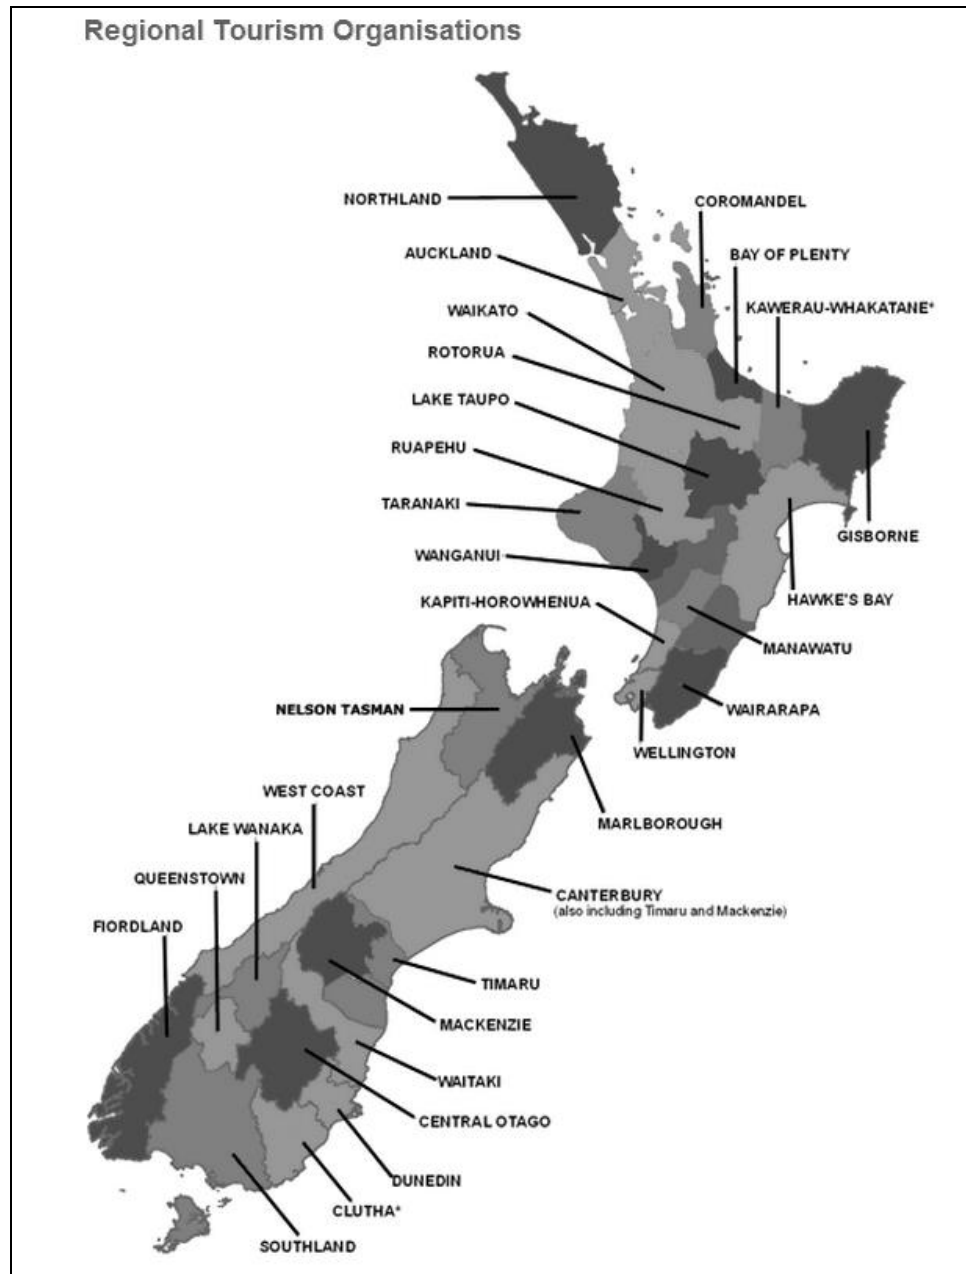 Regional Tourism Organisations
NORTHLAND
COROMANDEL
AUCKLAND
BAY OF PLENTY
WAIKATO
KAWERAU-WHAKATANE*
ROTORUA
LAKE TAUPO
RUAPEHU
TARANAKI
GISBORNE
WANGANUI
HAWKE'S BAY
KAPITI-HOROWHENUA
MANAWATU
NELSON TASMAN
WAIRARAPA
WELLINGTON
WEST COAST
MARLBOROUGH
LAKE WANAKA
QUEENSTOWN
CANTERBURY
(also including Timaru and Mackenzie)
FIORDLAND
TIMARU
MACKENZIE
WAITAKI
CENTRAL OTAGO
DUNEDIN
CLUTHA*
SOUTHLAND